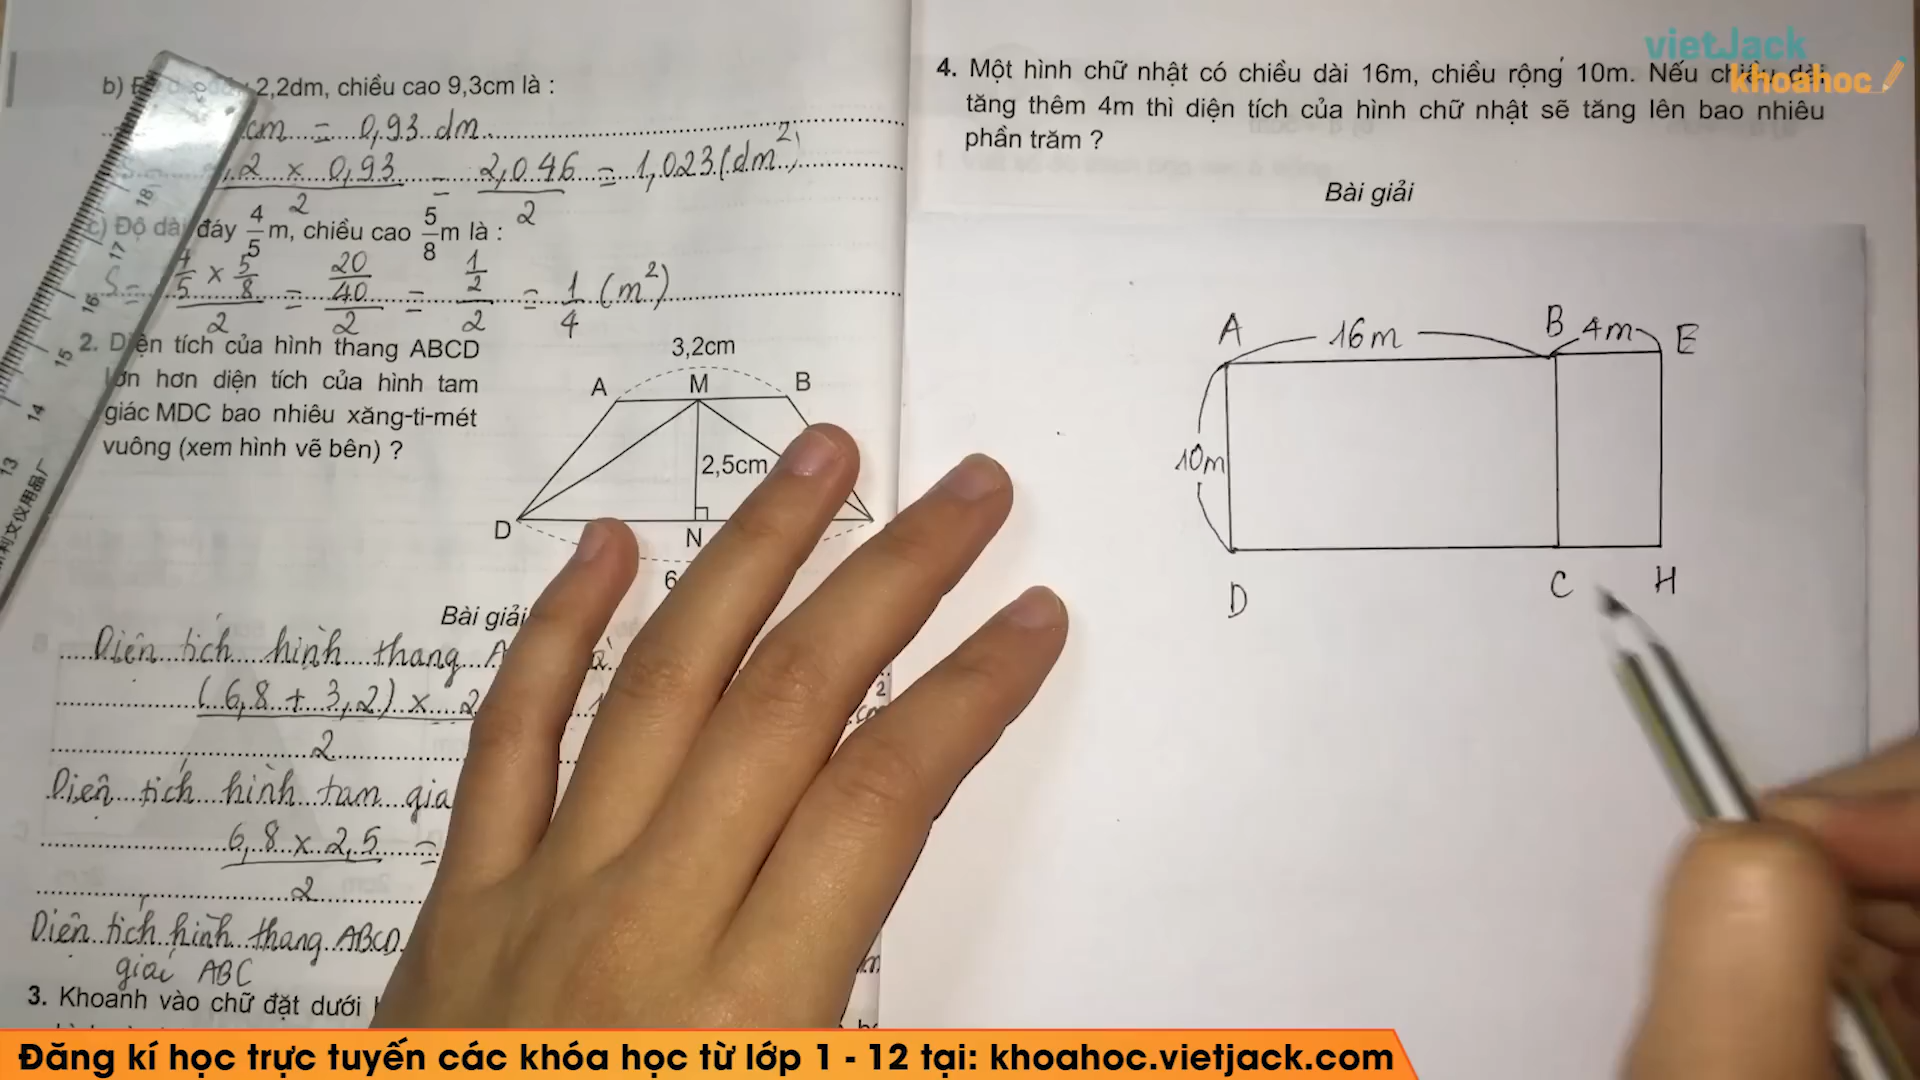 b) 2,2dm, chiều cao 9,3cm là :
cm = 0,93 dm
2 x 0,93 / 2 = 2,046 / 2 = 1,023 (dm²)
c) Độ dài đáy 4/5 m, chiều cao 5/8 m là :
S = 4/5 x 5/8 / 2 = 20/40 / 2 = 1/2 / 2 = 1/4 (m²)
2. Diện tích của hình thang ABCD
lớn hơn diện tích của hình tam
giác MDC bao nhiêu xăng-ti-mét
vuông (xem hình vẽ bên) ?
3,2cm
A M B
2,5cm
D N
6
Bài giải
Diện tích hình thang A
(6,8 + 3,2) x 2
2
Diện tích hình tam giá
6,8 x 2,5 =
2
Diện tích hình thang ABCD
giác ABC
3. Khoanh vào chữ đặt dưới
4. Một hình chữ nhật có chiều dài 16m, chiều rộng 10m. Nếu chiều dài
tăng thêm 4m thì diện tích của hình chữ nhật sẽ tăng lên bao nhiêu
phần trăm ?
Bài giải
A 16m B 4m E
10m
D C H
13 14 15 16 17 18
vietJack
khoahoc
Đăng kí học trực tuyến các khóa học từ lớp 1 - 12 tại: khoahoc.vietjack.com